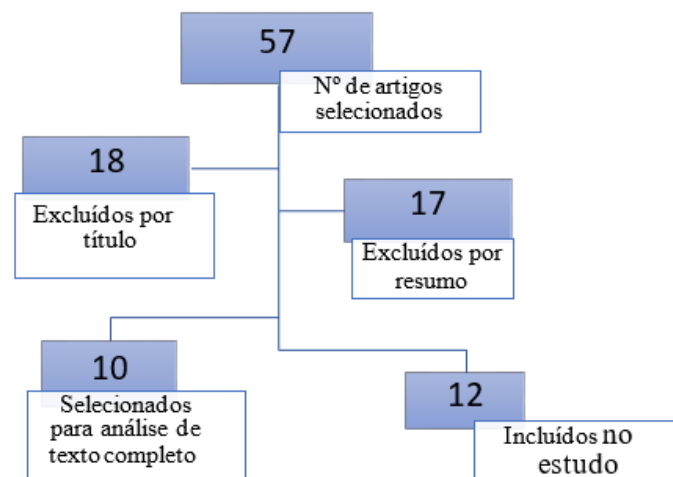 57
Nº de artigos
selecionados
18
Excluídos por
título
17
Excluídos por
resumo
10
Selecionados
para análise de
texto completo
12
Incluídos no
estudo